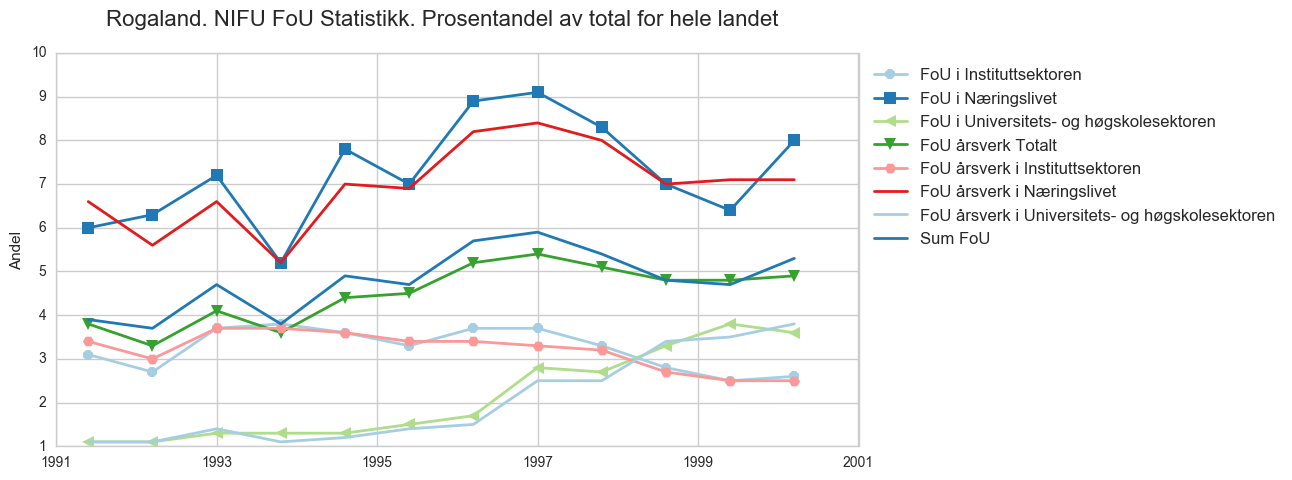 Rogaland. NIFU FoU Statistikk. Prosentandel av total for hele landet
10
9
8
7
6
5
4
3
2
1
Andel
1991
1993
1995
1997
1999
2001
FoU i Instituttsektoren
FoU i Næringslivet
FoU i Universitets- og høgskolesektoren
FoU årsverk Totalt
FoU årsverk i Instituttsektoren
FoU årsverk i Næringslivet
FoU årsverk i Universitets- og høgskolesektoren
Sum FoU